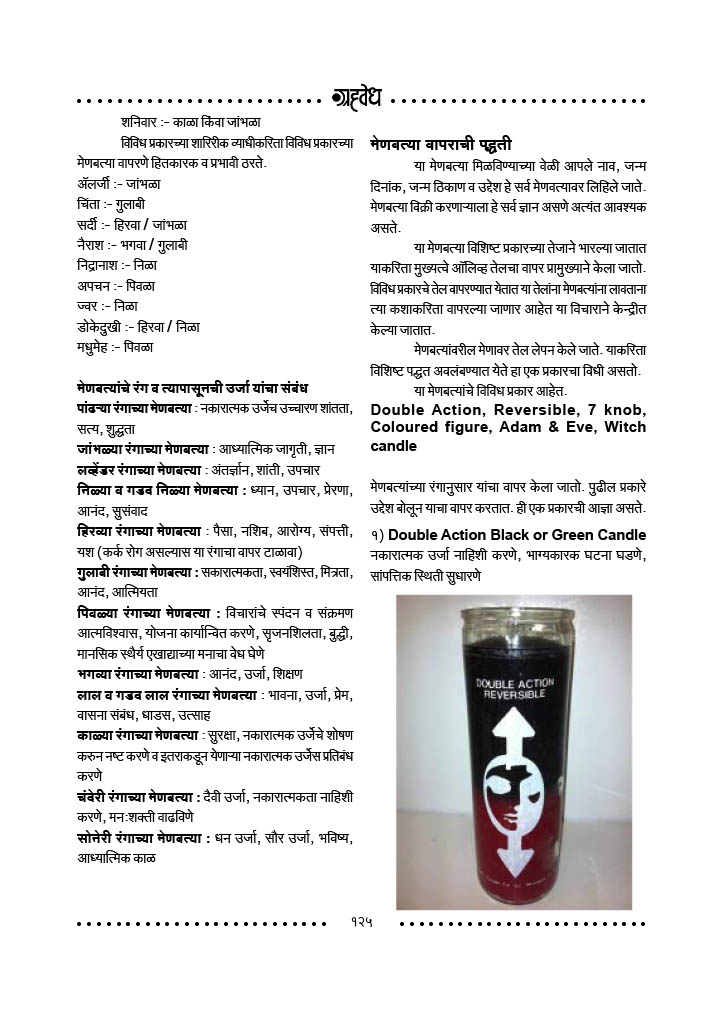 ग्रहवेध
शनिवार :- काळा किंवा जांभळा
विविध प्रकारच्या शारिरीक व्याधीकरिता विविध प्रकारच्या
मेणबत्या वापरणे हितकारक व प्रभावी ठरते.
ॲलर्जी :- जांभळा
चिंता :- गुलाबी
सर्दी :- हिरवा / जांभळा
नैराश :- भगवा / गुलाबी
निद्रानाश :- निळा
अपचन :- पिवळा
ज्वर :- निळा
डोकेदुखी :- हिरवा / निळा
मधुमेह :- पिवळा
मेणबत्यांचे रंग व त्यापासूनची उर्जा यांचा संबंध
पांढऱ्या रंगाच्या मेणबत्या : नकारात्मक उर्जेच उच्चारण शांतता,
सत्य, शुद्धता
जांभळ्या रंगाच्या मेणबत्या : आध्यात्मिक जागृती, ज्ञान
लव्हेंडर रंगाच्या मेणबत्या : अंतर्ज्ञान, शांती, उपचार
निळ्या व गडद निळ्या मेणबत्या : ध्यान, उपचार, प्रेरणा,
आनंद, सुसंवाद
हिरव्या रंगाच्या मेणबत्या : पैसा, नशिब, आरोग्य, संपत्ती,
यश (कर्क रोग असल्यास या रंगाचा वापर टाळावा)
गुलाबी रंगाच्या मेणबत्या : सकारात्मकता, स्वयंशिस्त, मित्रता,
आनंद, आत्मियता
पिवळ्या रंगाच्या मेणबत्या : विचारांचे स्पंदन व संक्रमण
आत्मविश्वास, योजना कार्यान्वित करणे, सृजनशिलता, बुद्धी,
मानसिक स्थैर्य एखाद्याच्या मनाचा वेध घेणे
भगव्या रंगाच्या मेणबत्या : आनंद, उर्जा, शिक्षण
लाल व गडद लाल रंगाच्या मेणबत्या : भावना, उर्जा, प्रेम,
वासना संबंध, धाडस, उत्साह
काळ्या रंगाच्या मेणबत्या : सुरक्षा, नकारात्मक उर्जेचे शोषण
करुन नष्ट करणे व इतराकडून येणाऱ्या नकारात्मक उर्जेस प्रतिबंध
करणे
चंदेरी रंगाच्या मेणबत्या : दैवी उर्जा, नकारात्मकता नाहिशी
करणे, मनःशक्ती वाढविणे
सोनेरी रंगाच्या मेणबत्या : धन उर्जा, सौर उर्जा, भविष्य,
आध्यात्मिक काळ
मेणबत्या वापराची पद्धती
या मेणबत्या मिळविण्याच्या वेळी आपले नाव, जन्म
दिनांक, जन्म ठिकाण व उद्देश हे सर्व मेणवत्यावर लिहिले जाते.
मेणबत्या विक्री करणाऱ्याला हे सर्व ज्ञान असणे अत्यंत आवश्यक
असते.
या मेणबत्या विशिष्ट प्रकारच्या तेजाने भारल्या जातात
याकरिता मुख्यत्वे ऑलिव्ह तेलचा वापर प्रामुख्याने केला जातो.
विविध प्रकारचे तेल वापरण्यात येतात या तेलांना मेणबत्यांना लावताना
त्या कशाकरिता वापरल्या जाणार आहेत या विचाराने केन्द्रीत
केल्या जातात.
मेणबत्यांवरील मेणावर तेल लेपन केले जाते. याकरिता
विशिष्ट पद्धत अवलंबण्यात येते हा एक प्रकारचा विधी असतो.
या मेणबत्यांचे विविध प्रकार आहेत.
Double Action, Reversible, 7 knob,
Coloured figure, Adam & Eve, Witch
candle
मेणबत्यांच्या रंगानुसार यांचा वापर केला जातो. पुढील प्रकारे
उद्देश बोलून याचा वापर करतात. ही एक प्रकारची आज्ञा असते.
१) Double Action Black or Green Candle
नकारात्मक उर्जा नाहिशी करणे, भाग्यकारक घटना घडणे,
सांपत्तिक स्थिती सुधारणे
DOUBLE ACTION
REVERSIBLE
१२५